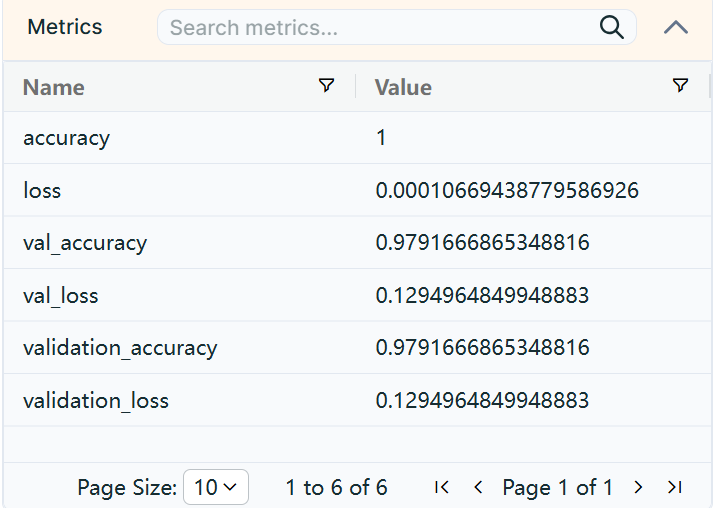 Metrics Search metrics...
Name Value
accuracy 1
loss 0.00010669438779586926
val_accuracy 0.9791666865348816
val_loss 0.1294964849948883
validation_accuracy 0.9791666865348816
validation_loss 0.1294964849948883
Page Size: 10 1 to 6 of 6 Page 1 of 1